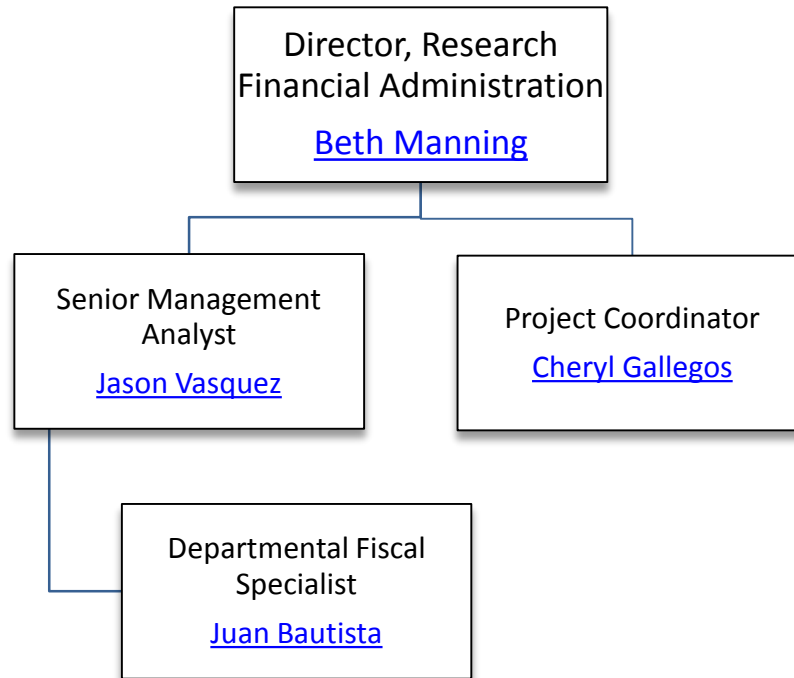 Director, Research
Financial Administration
Beth Manning
Senior Management
Analyst
Jason Vasquez
Project Coordinator
Cheryl Gallegos
Departmental Fiscal
Specialist
Juan Bautista